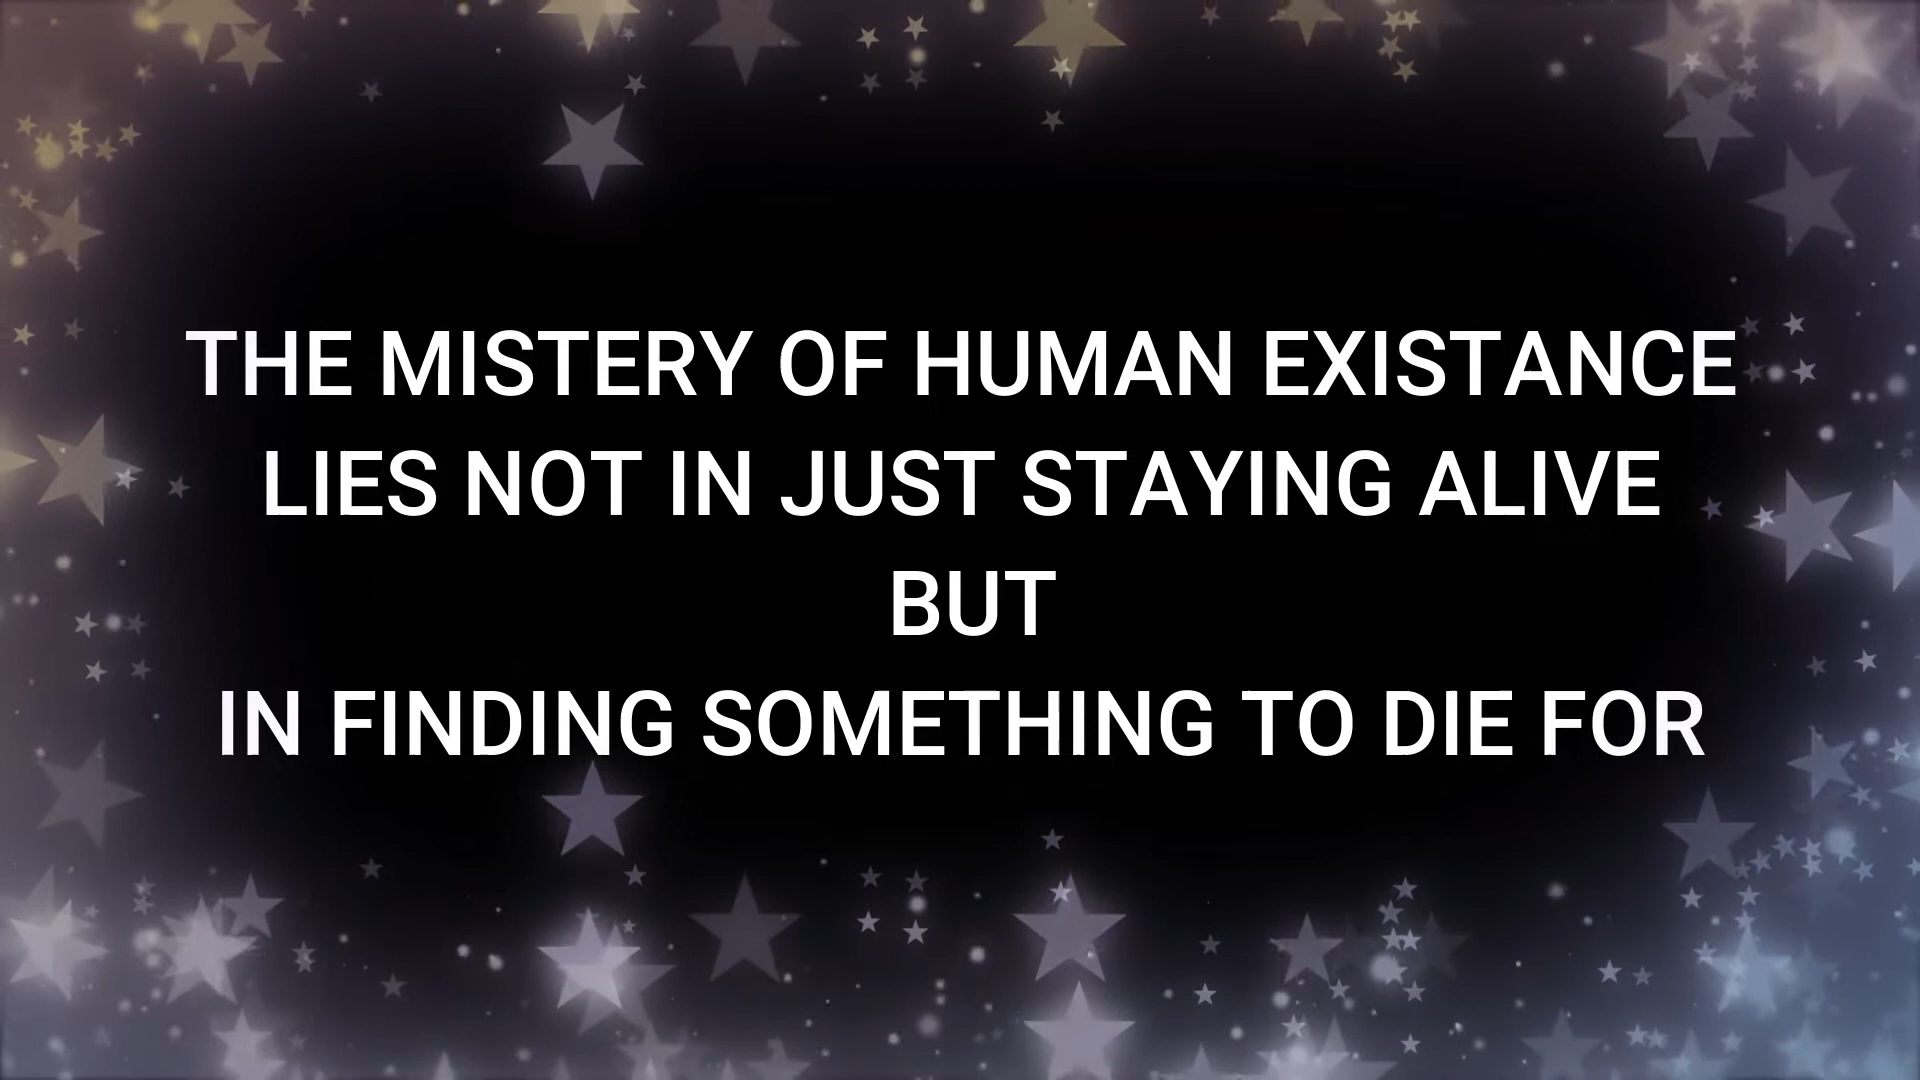 THE MISTERY OF HUMAN EXISTANCE
LIES NOT IN JUST STAYING ALIVE
BUT
IN FINDING SOMETHING TO DIE FOR